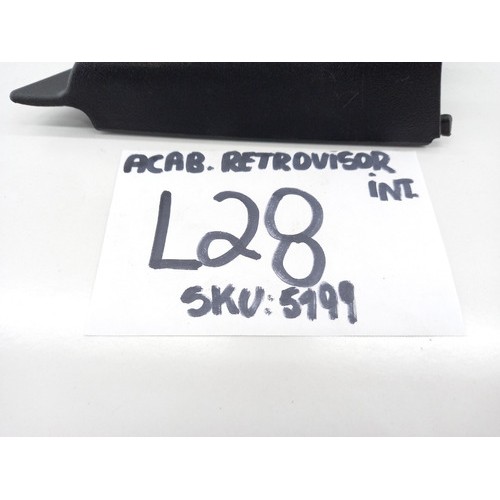 ACAB. RETROVISOR
INT.
L28
SKU: 5199